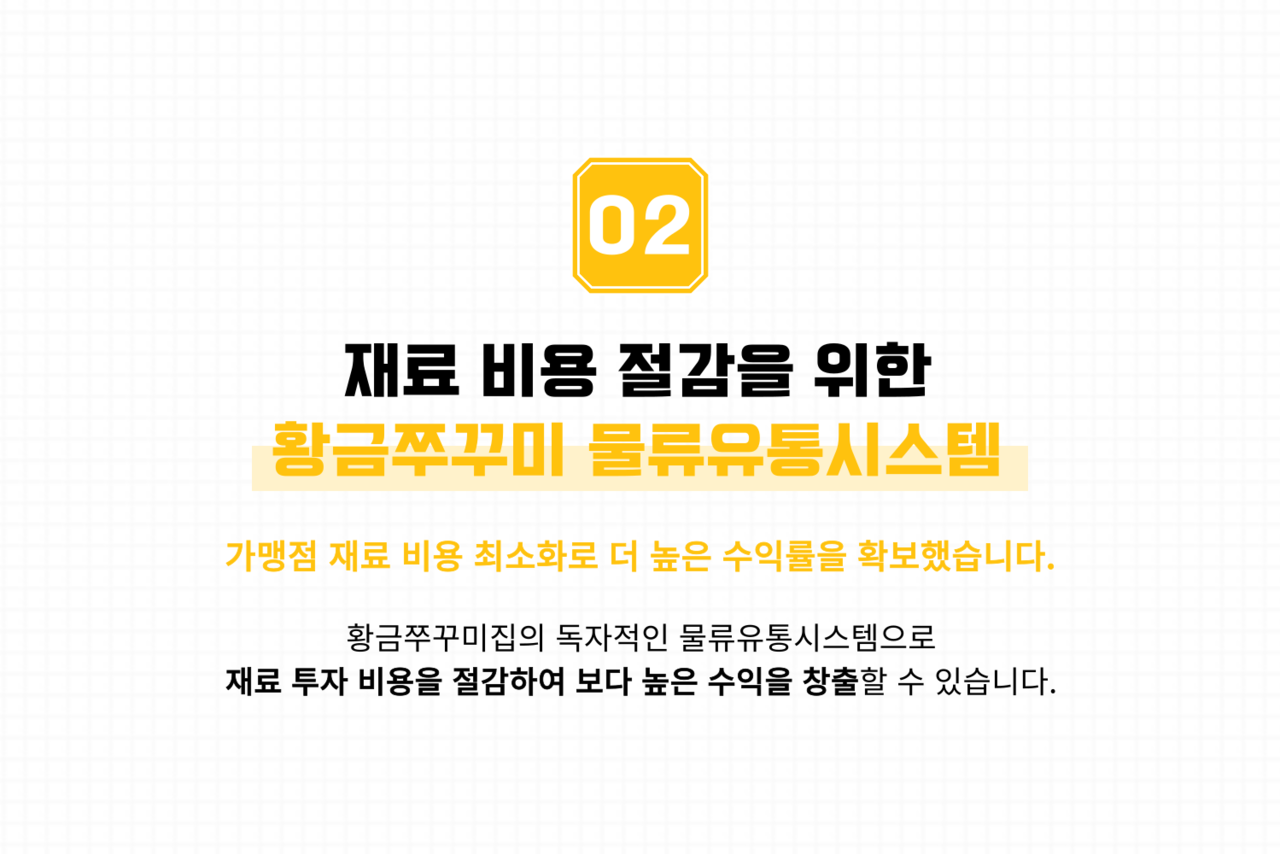 02
재료 비용 절감을 위한
황금쭈꾸미 물류유통시스템
가맹점 재료 비용 최소화로 더 높은 수익률을 확보했습니다.
황금쭈꾸미집의 독자적인 물류유통시스템으로
재료 투자 비용을 절감하여 보다 높은 수익을 창출할 수 있습니다.